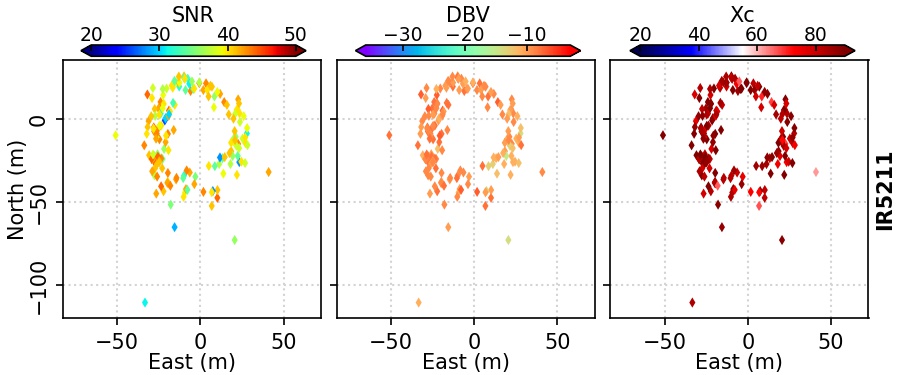 SNR DBV Xc
20 30 40 50 −30 −20 −10 20 40 60 80
North (m)
0
−50
−100
IR5211
−50 0 50 −50 0 50 −50 0 50
East (m) East (m) East (m)